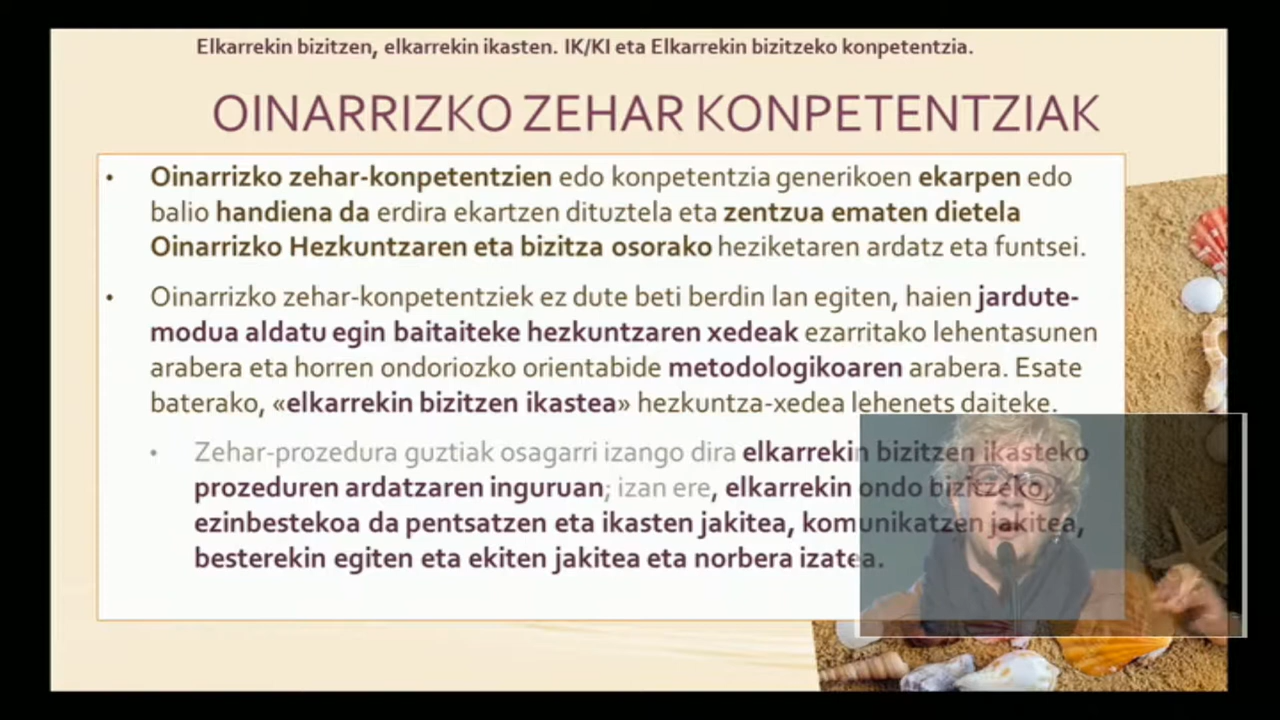 Elkarrekin bizitzen, elkarrekin ikasten. IK/KI eta Elkarrekin bizitzeko konpetentzia.
OINARRIZKO ZEHAR KONPETENTZIAK
• Oinarrizko zehar-konpetentzien edo konpetentzia generikoen ekarpen edo
balio handiena da erdira ekartzen dituztela eta zentzua ematen dietela
Oinarrizko Hezkuntzaren eta bizitza osorako heziketaren ardatz eta funtsei.
• Oinarrizko zehar-konpetentziek ez dute beti berdin lan egiten, haien jardute-
modua aldatu egin baitaiteke hezkuntzaren xedeak ezarritako lehentasunen
arabera eta horren ondoriozko orientabide metodologikoaren arabera. Esate
baterako, «elkarrekin bizitzen ikastea» hezkuntza-xedea lehenets daiteke.
• Zehar-prozedura guztiak osagarri izango dira elkarrekin bizitzen ikasteko
prozeduren ardatzaren inguruan; izan ere, elkarrekin ondo bizitzeko,
ezinbestekoa da pentsatzen eta ikasten jakitea, komunikatzen jakitea,
besterekin egiten eta ekiten jakitea eta norbera izatea.